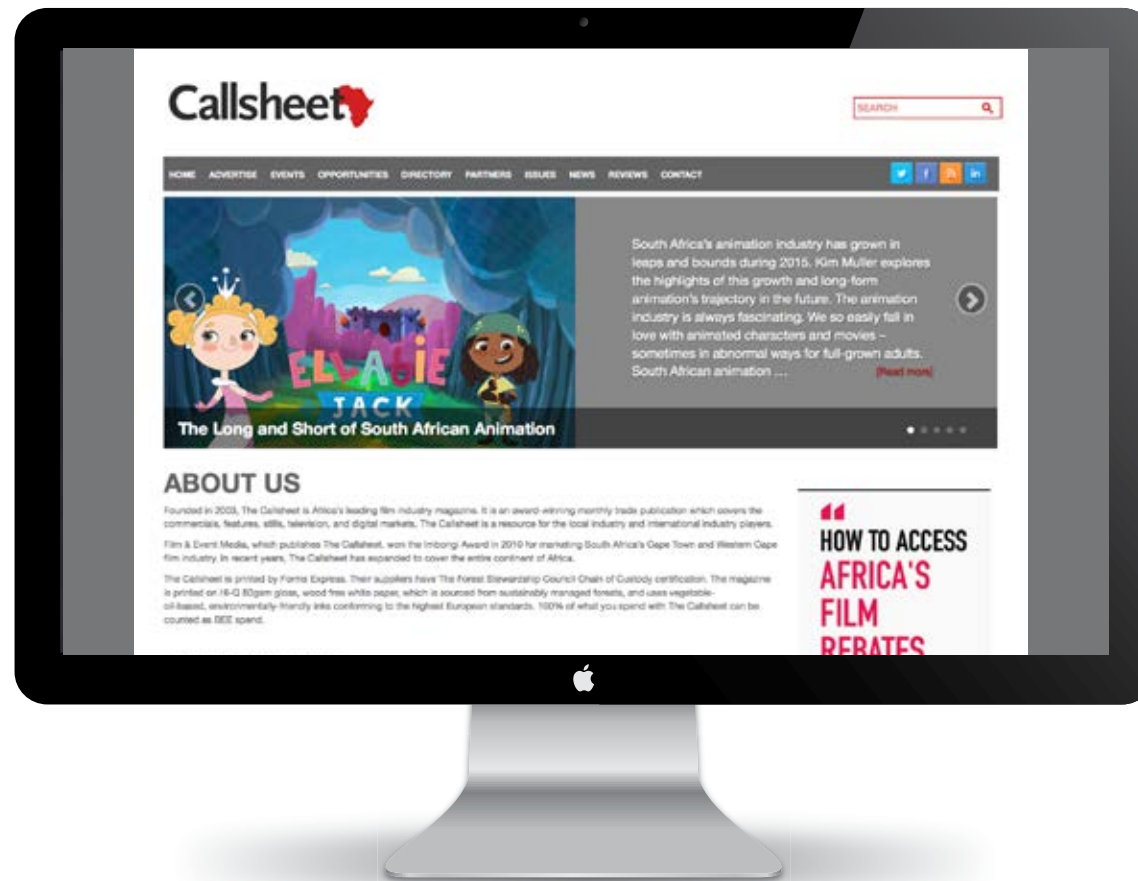 Callsheet
SEARCH
HOME ADVERTISE EVENTS OPPORTUNITIES DIRECTORY PARTNERS ISSUES NEWS REVIEWS CONTACT
South Africa's animation industry has grown in
leaps and bounds during 2015. Kim Muller explores
the highlights of this growth and long-form
animation's trajectory in the future. The animation
industry is always fascinating. We so easily fall in
love with animated characters and movies –
sometimes in abnormal ways for full-grown adults.
South African animation ... [Read more]
ELLABIE
JACK
The Long and Short of South African Animation
ABOUT US
Founded in 2003, The Callsheet is Africa's leading film industry magazine. It is an award-winning monthly trade publication which covers the
commercials, features, stills, television, and digital markets. The Callsheet is a resource for the local industry and international industry players.
Film & Event Media, which publishes The Callsheet, won the Imbongi Award in 2010 for marketing South Africa's Cape Town and Western Cape
film industry. In recent years, The Callsheet has expanded to cover the entire continent of Africa.
The Callsheet is printed by Forms Express. Their suppliers have The Forest Stewardship Council Chain of Custody certification. The magazine
is printed on 80gsm gloss, wood free white paper, which is sourced from sustainably managed forests, and uses vegetable-
oil-based, environmentally-friendly inks conforming to the highest European standards. 100% of what you spend with The Callsheet can be
counted as BEE spend.
HOW TO ACCESS
AFRICA'S
FILM
REBATES